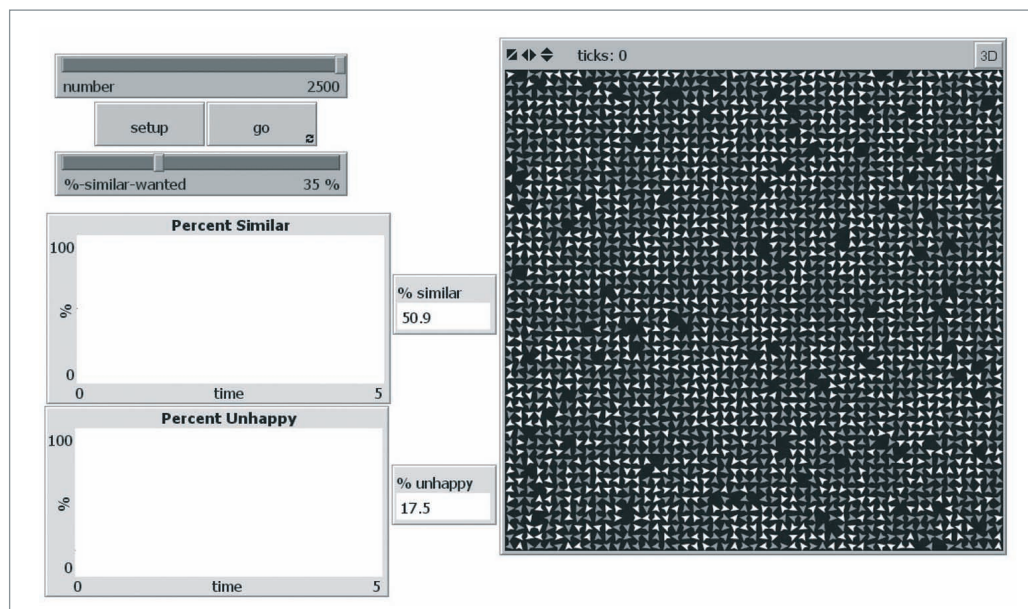 number 2500
setup go
%-similar-wanted 35 %
Percent Similar
100
%
0
0 time 5
% similar
50.9
Percent Unhappy
100
%
0
0 time 5
% unhappy
17.5
ticks: 0 3D